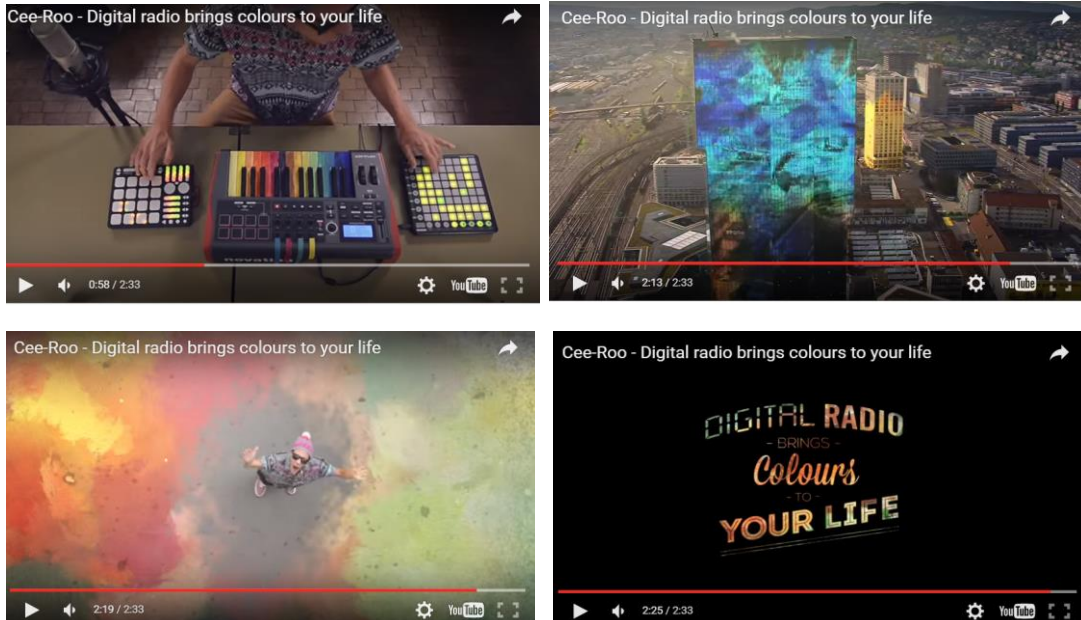 Cee-Roo - Digital radio brings colours to your life
novati
0:58 / 2:33
YouTube
Cee-Roo - Digital radio brings colours to your life
2:13 / 2:33
YouTube
Cee-Roo - Digital radio brings colours to your life
2:19 / 2:33
YouTube
Cee-Roo - Digital radio brings colours to your life
DIGITAL RADIO
- BRINGS -
Colours
- TO -
YOUR LIFE
2:25 / 2:33
YouTube